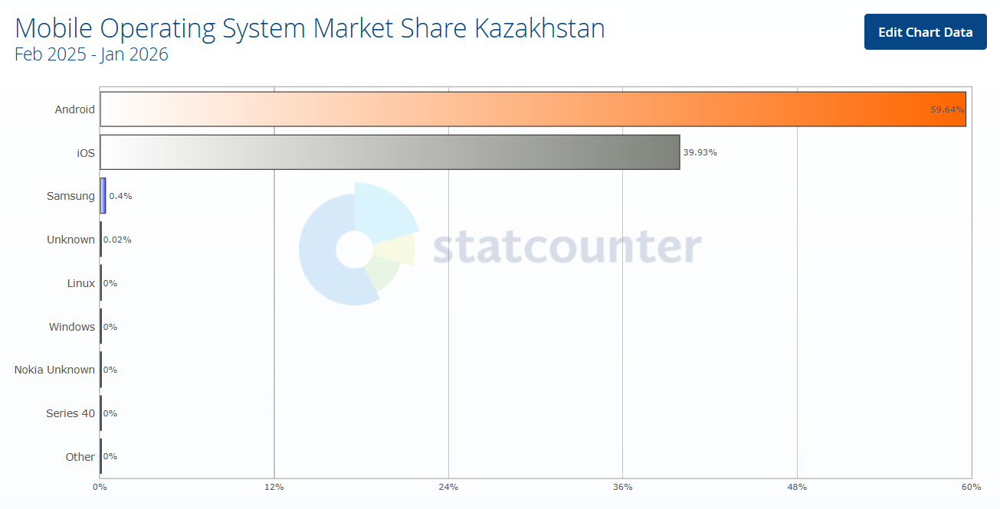 Mobile Operating System Market Share Kazakhstan
Feb 2025 - Jan 2026
Edit Chart Data
Android 59.64%
iOS 39.93%
Samsung 0.4%
Unknown 0.02%
Linux 0%
Windows 0%
Nokia Unknown 0%
Series 40 0%
Other 0%
statcounter
0% 12% 24% 36% 48% 60%